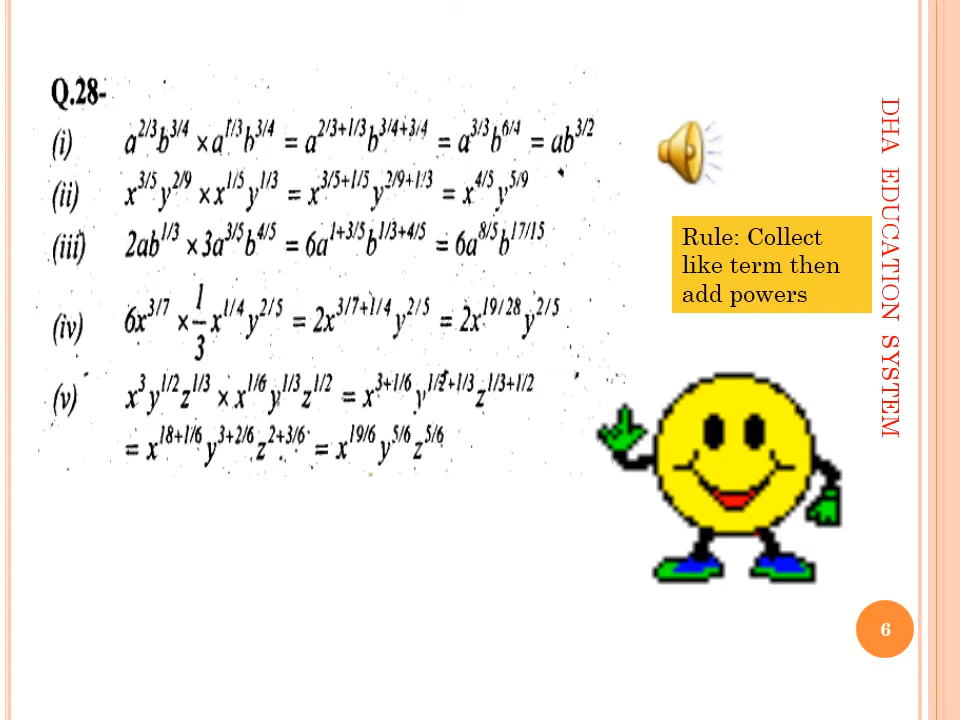 Q.28-
(i) a^{2/3}b^{3/4} × a^{1/3}b^{3/4} = a^{2/3+1/3}b^{3/4+3/4} = a^{3/3}b^{6/4} = ab^{3/2}
(ii) x^{3/5}y^{2/9} × x^{1/5}y^{1/3} = x^{3/5+1/5}y^{2/9+1/3} = x^{4/5}y^{5/9}
(iii) 2ab^{1/3} × 3a^{3/5}b^{4/5} = 6a^{1+3/5}b^{1/3+4/5} = 6a^{8/5}b^{17/15}
(iv) 6x^{3/7} × \frac{1}{3}x^{1/4}y^{2/5} = 2x^{3/7+1/4}y^{2/5} = 2x^{19/28}y^{2/5}
(v) x^{3}y^{1/2}z^{1/3} × x^{1/6}y^{1/3}z^{1/2} = x^{3+1/6}y^{1/2+1/3}z^{1/3+1/2}
= x^{18+1/6}y^{3+2/6}z^{2+3/6} = x^{19/6}y^{5/6}z^{5/6}
Rule: Collect
like term then
add powers
DHA EDUCATION SYSTEM
6